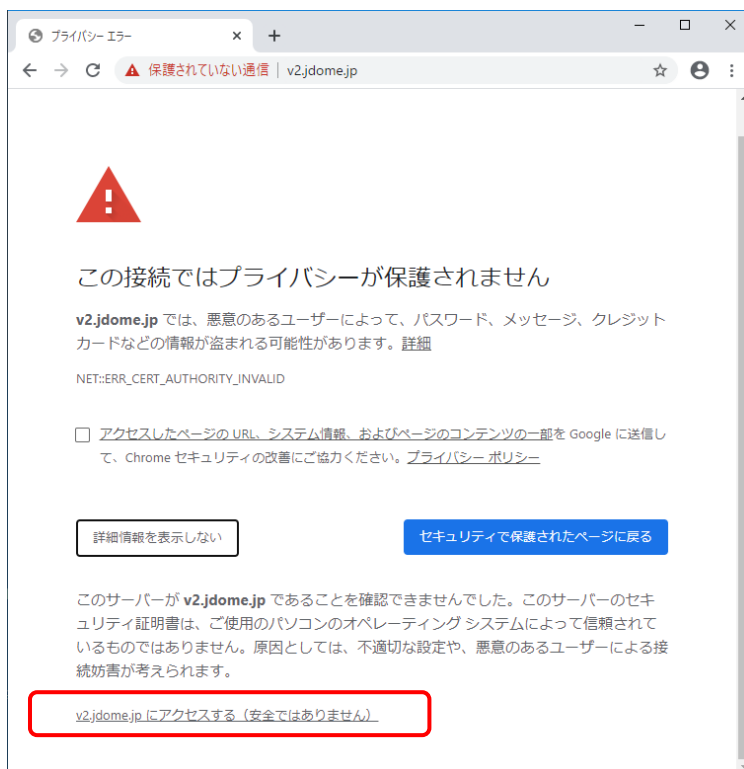 プライバシー エラー
保護されていない通信 | v2.jdome.jp
この接続ではプライバシーが保護されません
v2.jdome.jp では、悪意のあるユーザーによって、パスワード、メッセージ、クレジット
カードなどの情報が盗まれる可能性があります。詳細
NET::ERR_CERT_AUTHORITY_INVALID
アクセスしたページの URL、システム情報、およびページのコンテンツの一部を Google に送信し
て、Chrome セキュリティの改善にご協力ください。プライバシー ポリシー
詳細情報を表示しない
セキュリティで保護されたページに戻る
このサーバーが v2.jdome.jp であることを確認できませんでした。このサーバーのセキ
ュリティ証明書は、ご使用のパソコンのオペレーティング システムによって信頼されて
いるものではありません。原因としては、不適切な設定や、悪意のあるユーザーによる接
続妨害が考えられます。
v2.jdome.jp にアクセスする（安全ではありません）